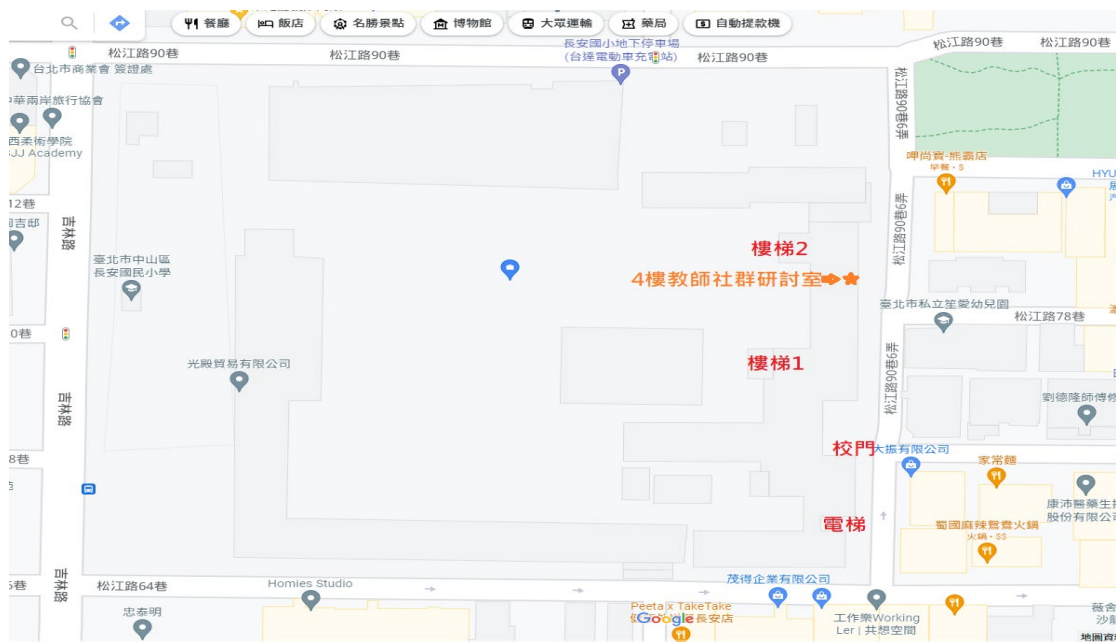 餐廳
飯店
名勝景點
博物館
大眾運輸
藥局
自動提款機
松江路90巷
松江路90巷
長安國小地下停車場
(台達電動車充電站)
松江路90巷
松江路90巷
松江路90巷
台北市商業會 簽證處
中華兩岸旅行協會
西柔術學院
BJJ Academy
松江路90巷6弄
呷尚寶-熊霸店
早餐・$
HYU
12巷
吉林路
松江路90巷6弄
樓梯2
臺北市中山區
長安國民小學
4樓教師社群研討室
臺北市私立笙愛幼兒園
松江路78巷
0巷
光殿貿易有限公司
樓梯1
松江路90巷6弄
劉德隆師傅修
吉林路
校門
大振有限公司
8巷
家常麵
康沛醫藥生技
股份有限公司
電梯
蜀國麻辣鴛鴦火鍋
火鍋・$$
吉林路
松江路64巷
Homies Studio
茂得企業有限公司
忠泰明
Peeta x TakeTake
長安店
Google
工作樂Working
Ler | 共想空間
薇舍
沙龍
地圖資